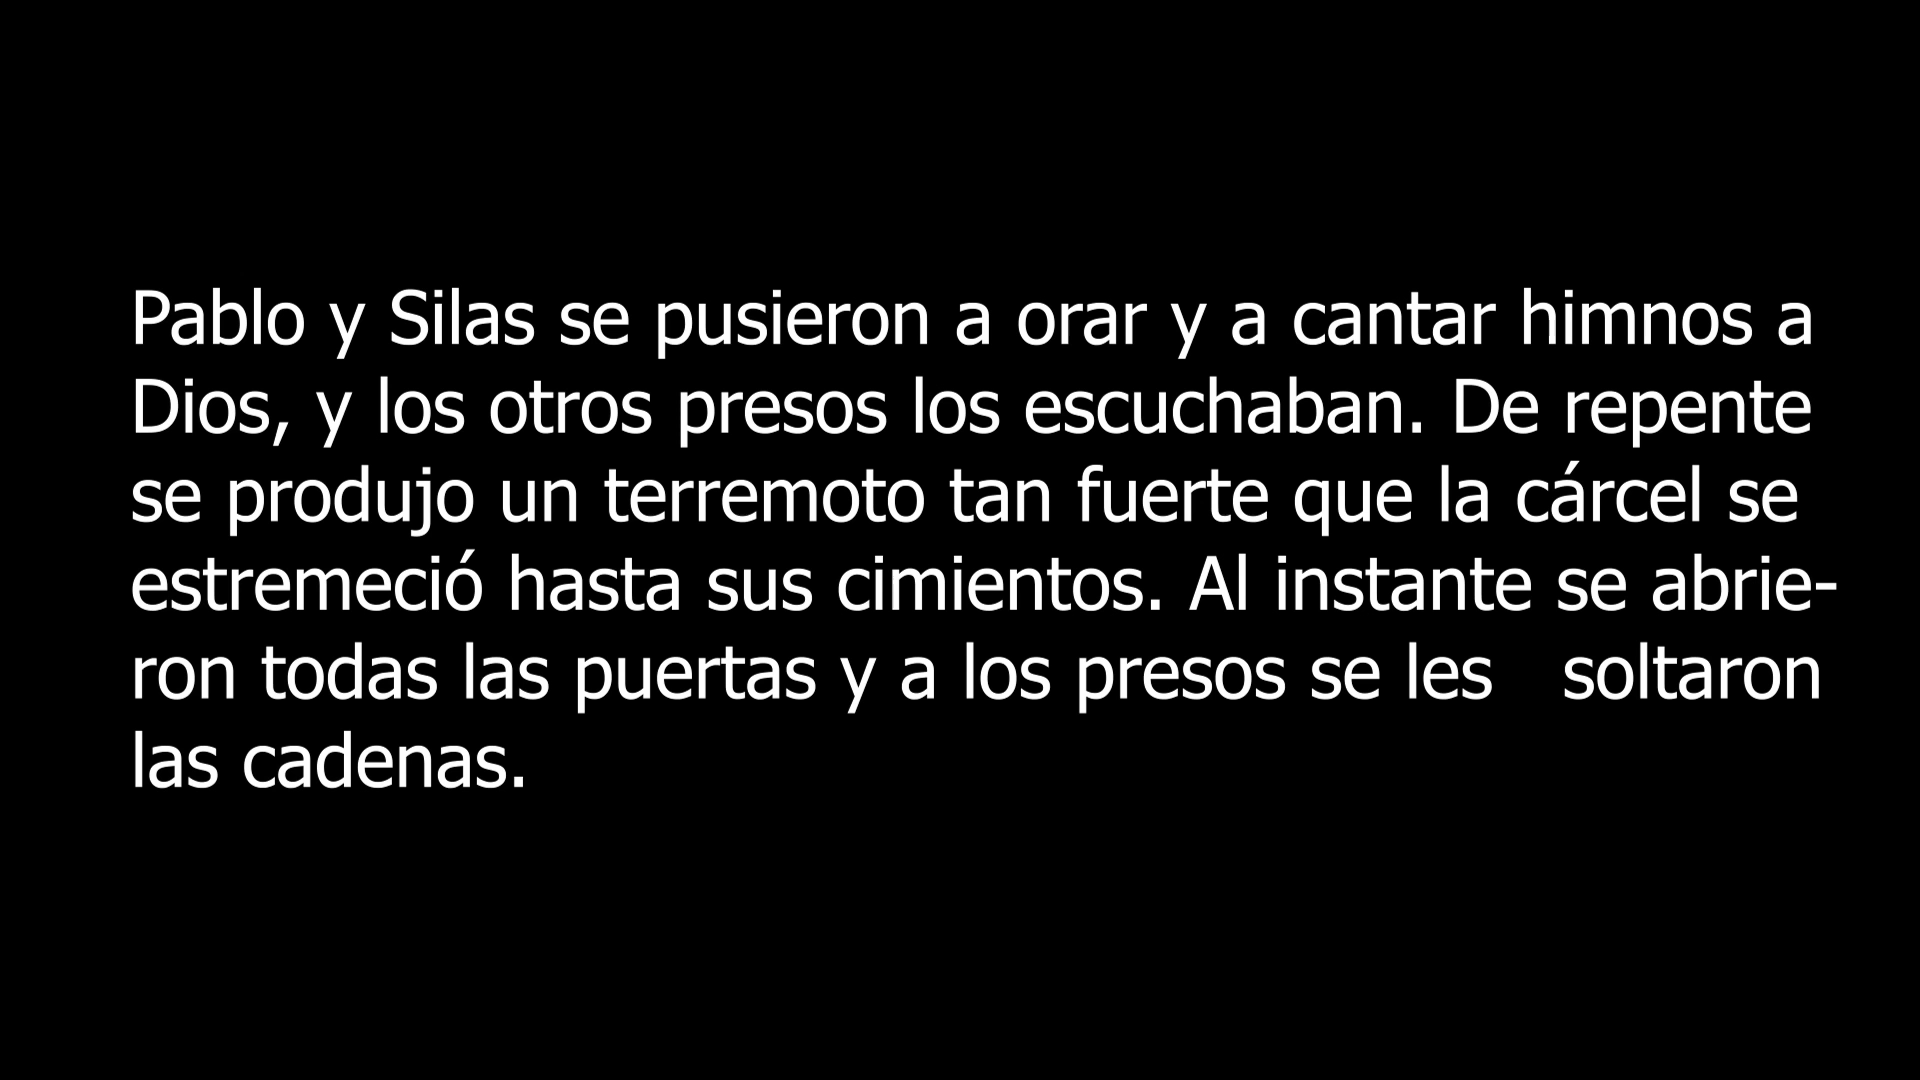 Pablo y Silas se pusieron a orar y a cantar himnos a
Dios, y los otros presos los escuchaban. De repente
se produjo un terremoto tan fuerte que la cárcel se
estremeció hasta sus cimientos. Al instante se abrie-
ron todas las puertas y a los presos se les   soltaron
las cadenas.